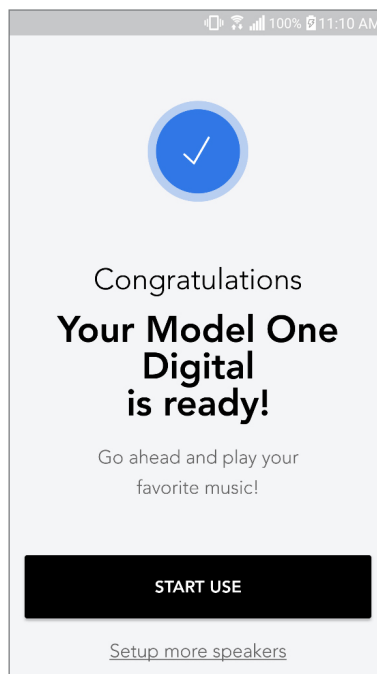 100% 11:10 AM
Congratulations
Your Model One
Digital
is ready!
Go ahead and play your
favorite music!
START USE
Setup more speakers